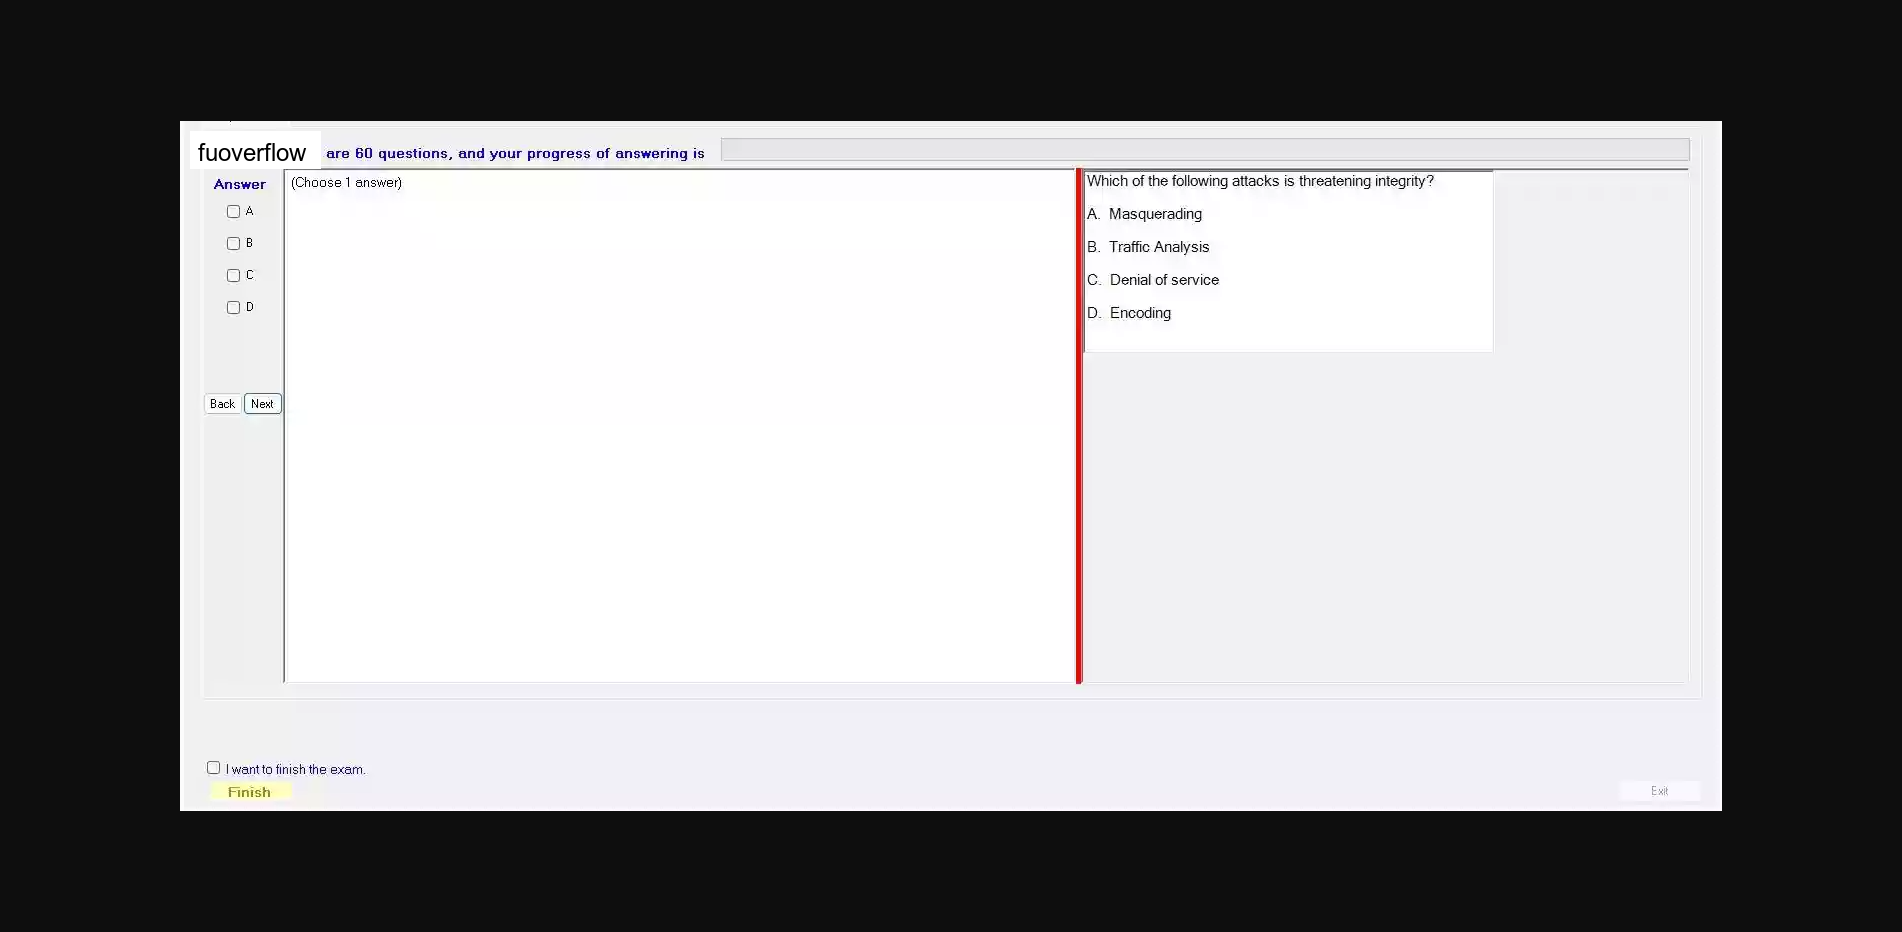 fuoverflow are 60 questions, and your progress of answering is
Answer
(Choose 1 answer)
A
B
C
D
Back Next
Which of the following attacks is threatening integrity?
A. Masquerading
B. Traffic Analysis
C. Denial of service
D. Encoding
I want to finish the exam.
Finish
Exit